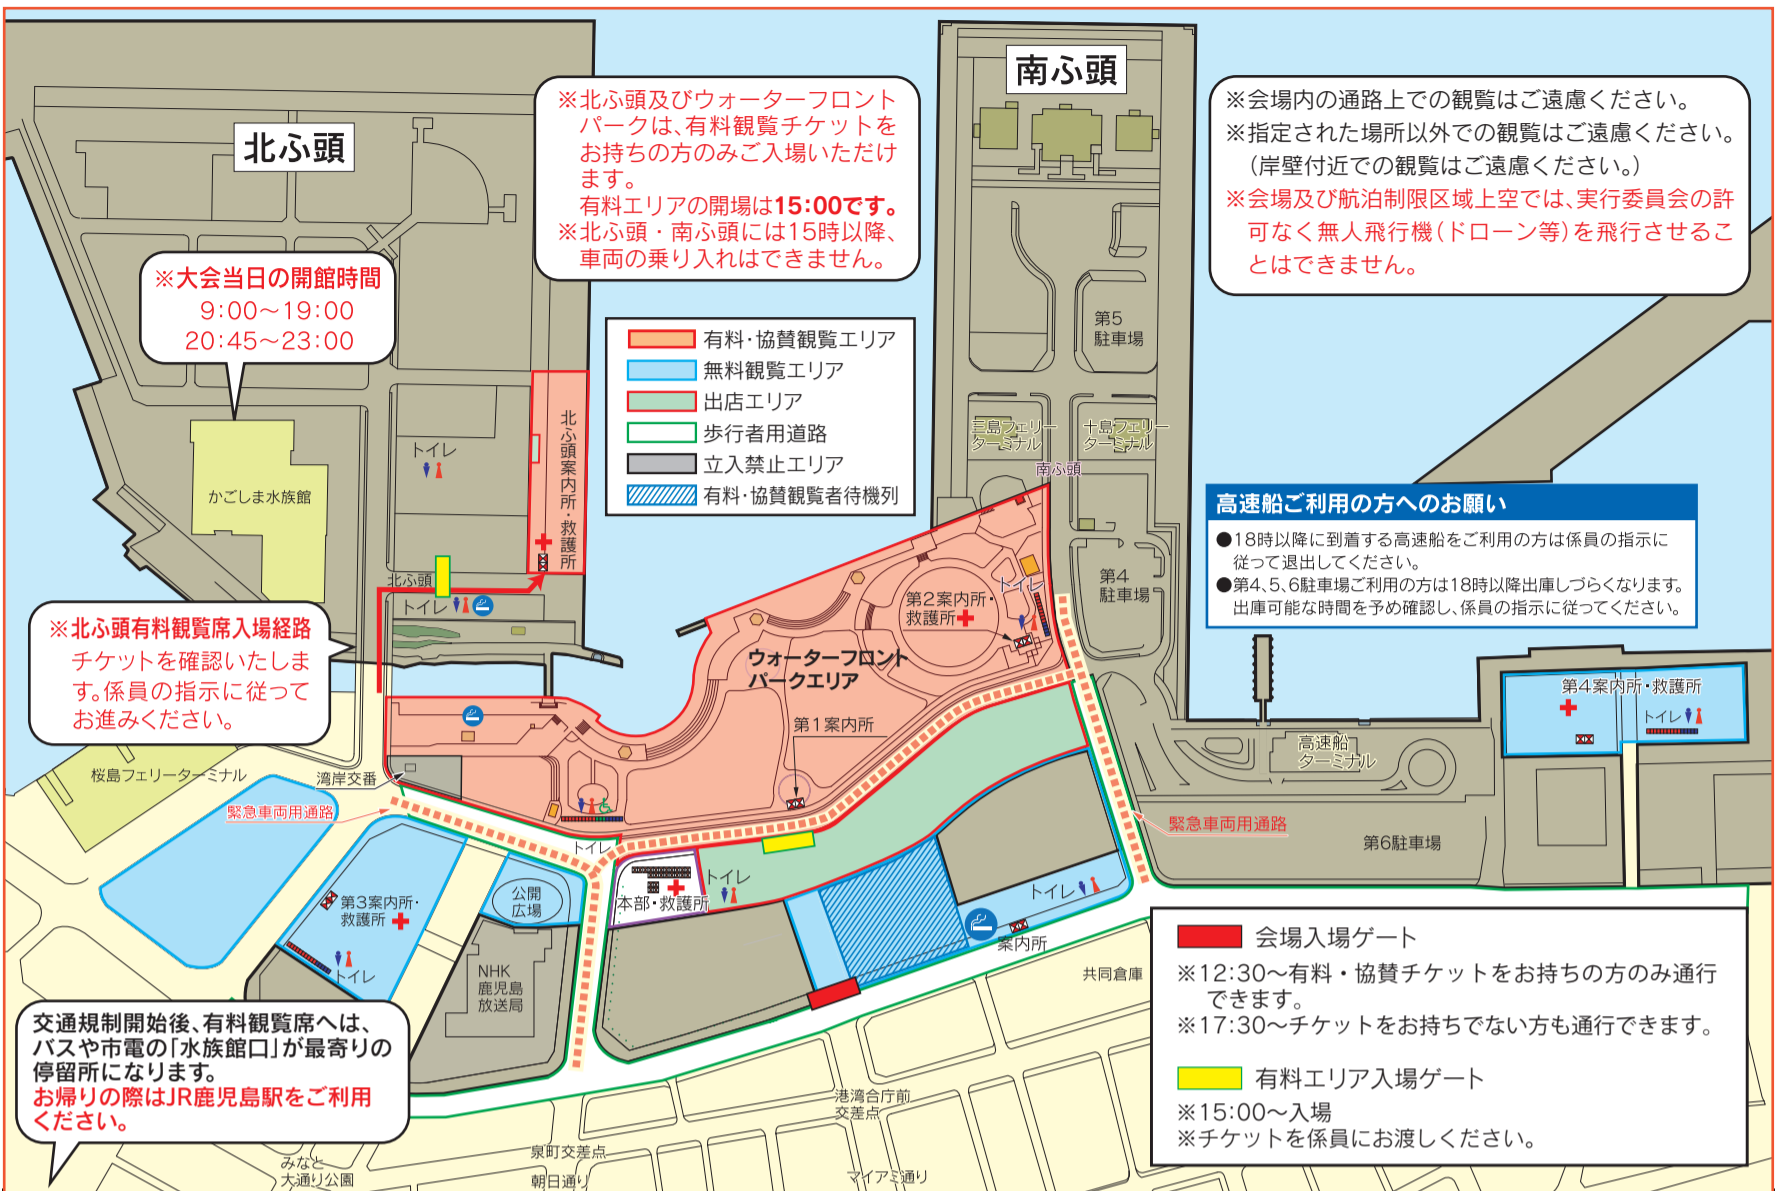 北ふ頭
南ふ頭
※北ふ頭及びウォーターフロント
パークは、有料観覧チケットを
お持ちの方のみご入場いただけ
ます。
有料エリアの開場は15:00です。
※北ふ頭・南ふ頭には15時以降、
車両の乗り入れはできません。
※会場内の通路上での観覧はご遠慮ください。
※指定された場所以外での観覧はご遠慮ください。
(岸壁付近での観覧はご遠慮ください。)
※会場及び航泊制限区域上空では、実行委員会の許
可なく無人飛行機(ドローン等)を飛行させるこ
とはできません。
※大会当日の開館時間
9:00～19:00
20:45～23:00
有料・協賛観覧エリア
無料観覧エリア
出店エリア
歩行者用道路
立入禁止エリア
有料・協賛観覧者待機列
第5
駐車場
三島フェリー
ターミナル
十島フェリー
ターミナル
南ふ頭
トイレ
北ふ頭案内所・救護所
かごしま水族館
北ふ頭
トイレ
高速船ご利用の方へのお願い
●18時以降に到着する高速船をご利用の方は係員の指示に
従って退出してください。
●第4、5、6駐車場ご利用の方は18時以降出庫しづらくなります。
出庫可能な時間を予め確認し、係員の指示に従ってください。
第4
駐車場
トイレ
第2案内所・
救護所
※北ふ頭有料観覧席入場経路
チケットを確認いたしま
す。係員の指示に従って
お進みください。
ウォーターフロント
パークエリア
第1案内所
第4案内所・救護所
トイレ
高速船
ターミナル
桜島フェリーターミナル
湾岸交番
緊急車両用通路
緊急車両用通路
第6駐車場
トイレ
トイレ
本部・救護所
公開
広場
第3案内所・
救護所
トイレ
トイレ
案内所
NHK
鹿児島
放送局
共同倉庫
会場入場ゲート
※12:30～有料・協賛チケットをお持ちの方のみ通行
できます。
※17:30～チケットをお持ちでない方も通行できます。
有料エリア入場ゲート
※15:00～入場
※チケットを係員にお渡しください。
交通規制開始後、有料観覧席へは、
バスや市電の「水族館口」が最寄りの
停留所になります。
お帰りの際はJR鹿児島駅をご利用
ください。
港湾合庁前
交差点
泉町交差点
みなと
大通り公園
朝日通り
マイアミ通り